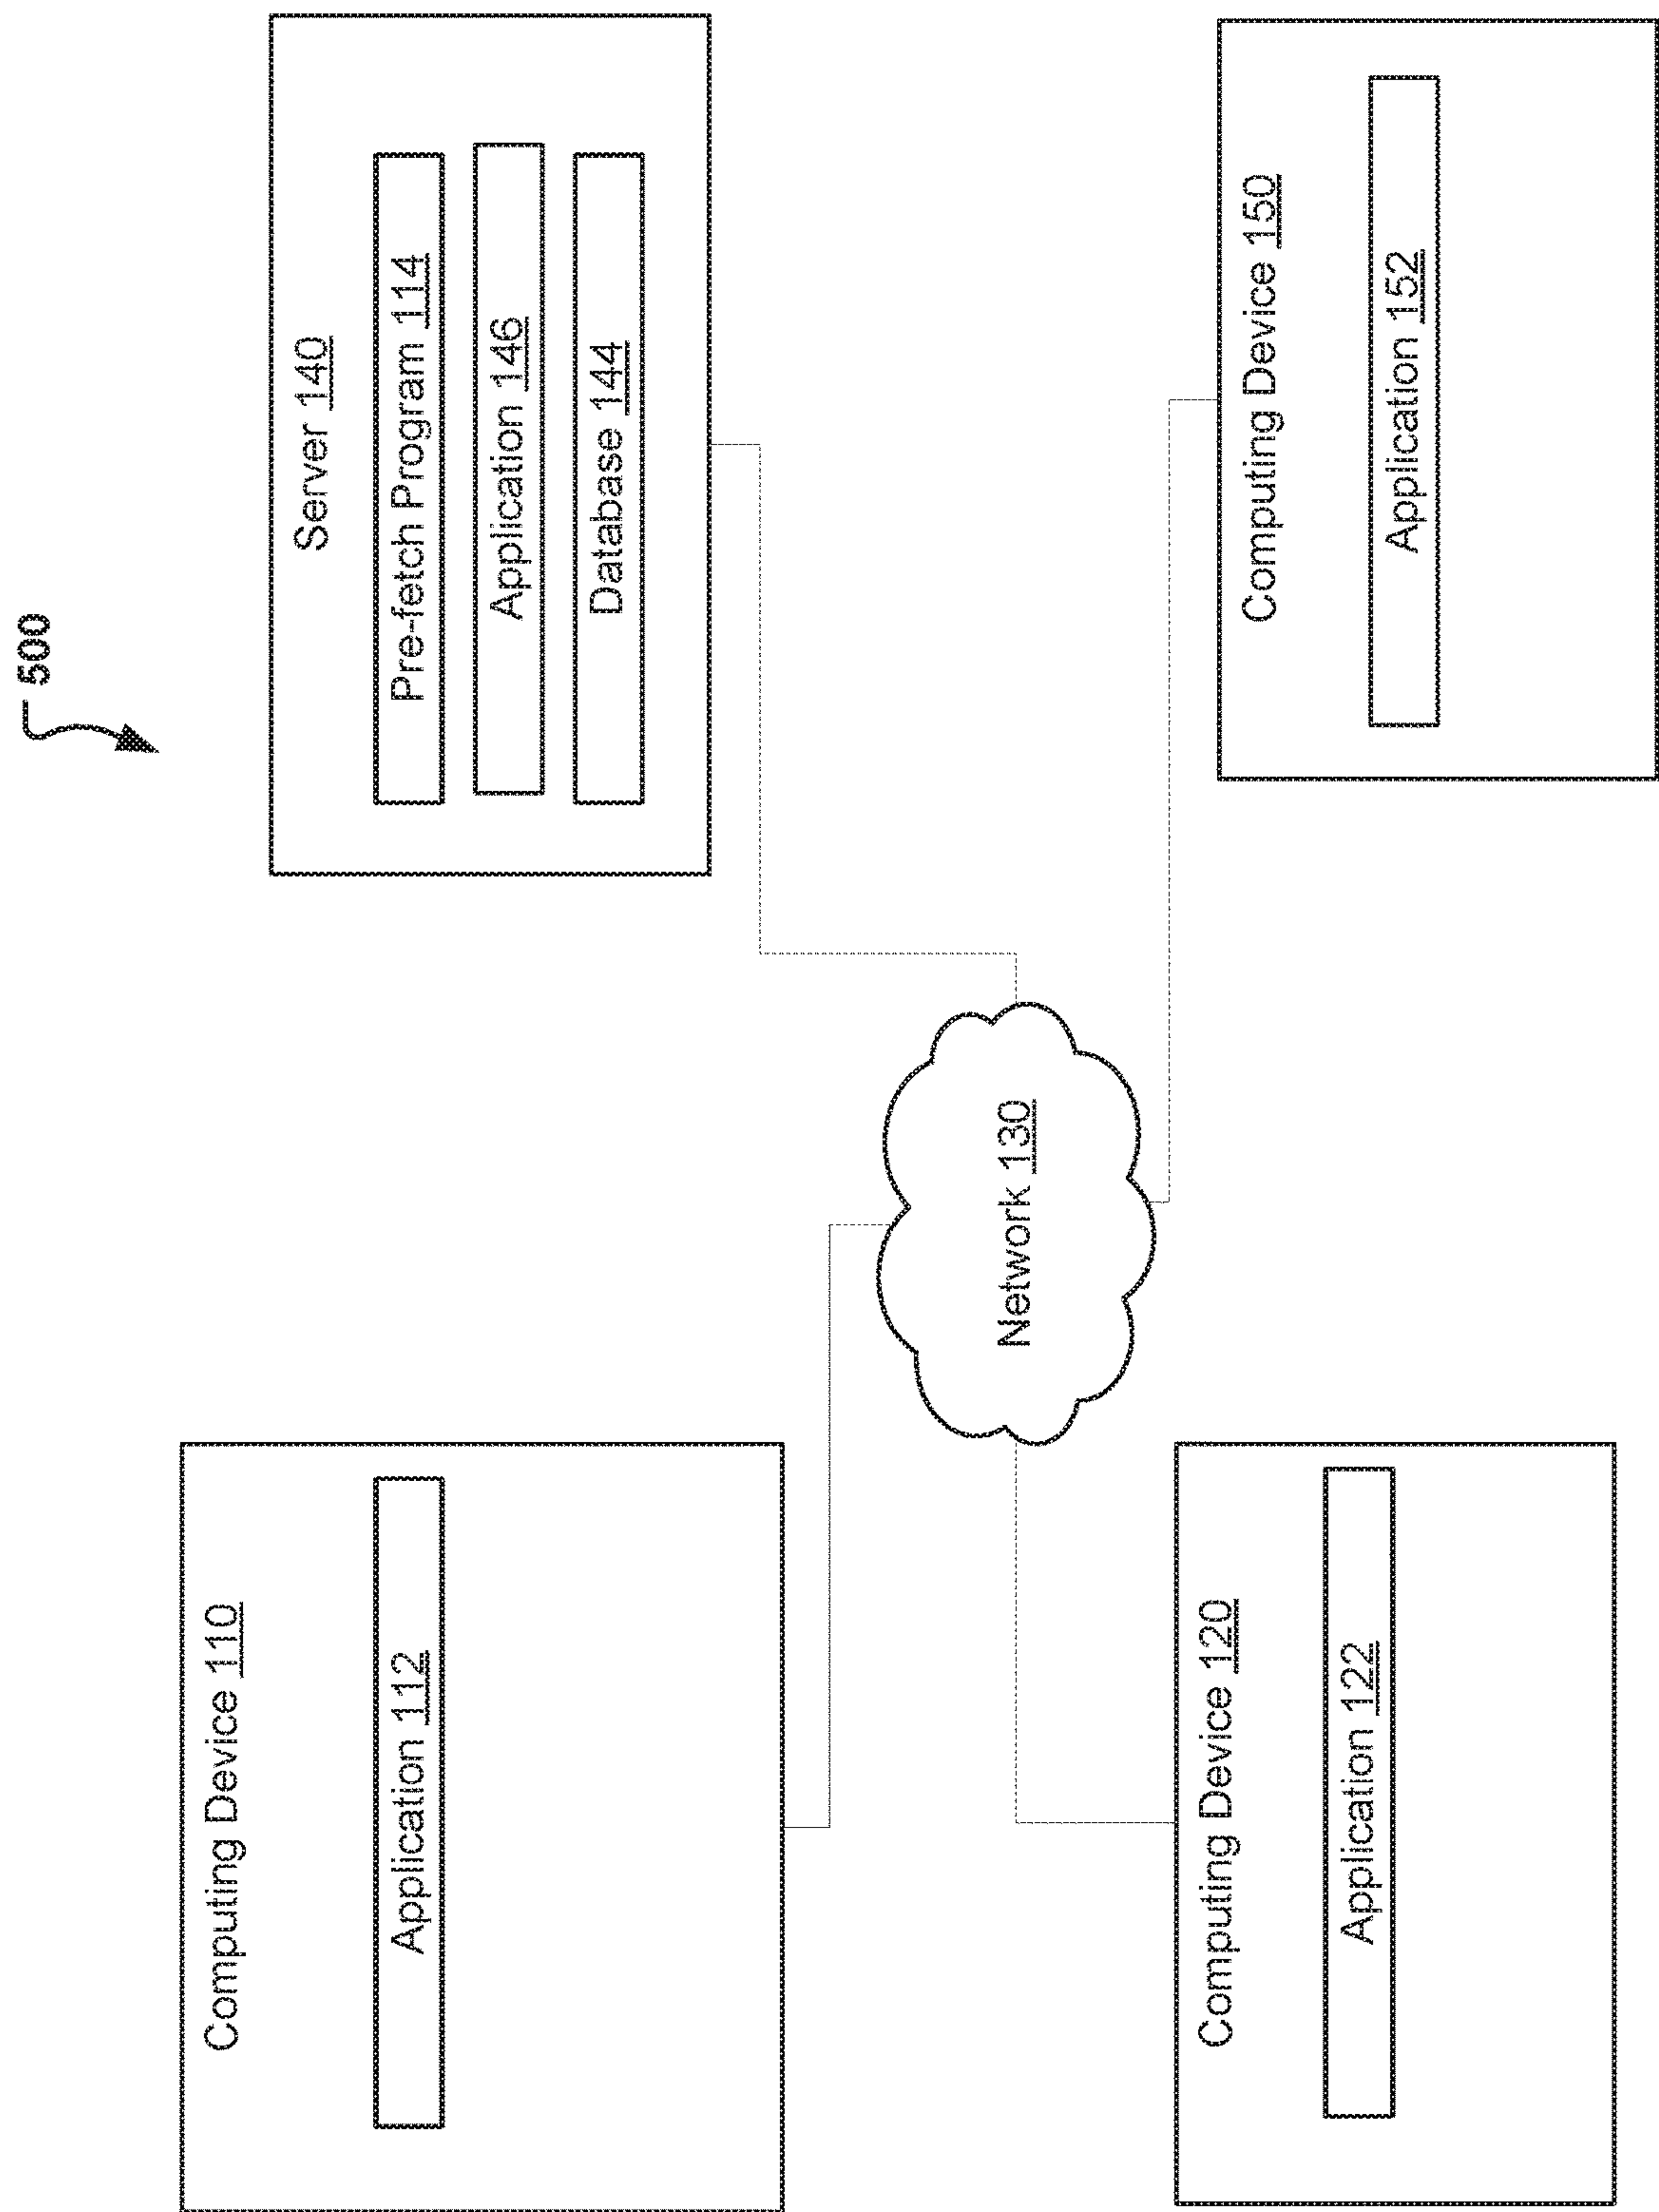 500
Computing Device 110
Application 112
Server 140
Pre-fetch Program 114
Application 146
Database 144
Network 130
Computing Device 120
Application 122
Computing Device 150
Application 152